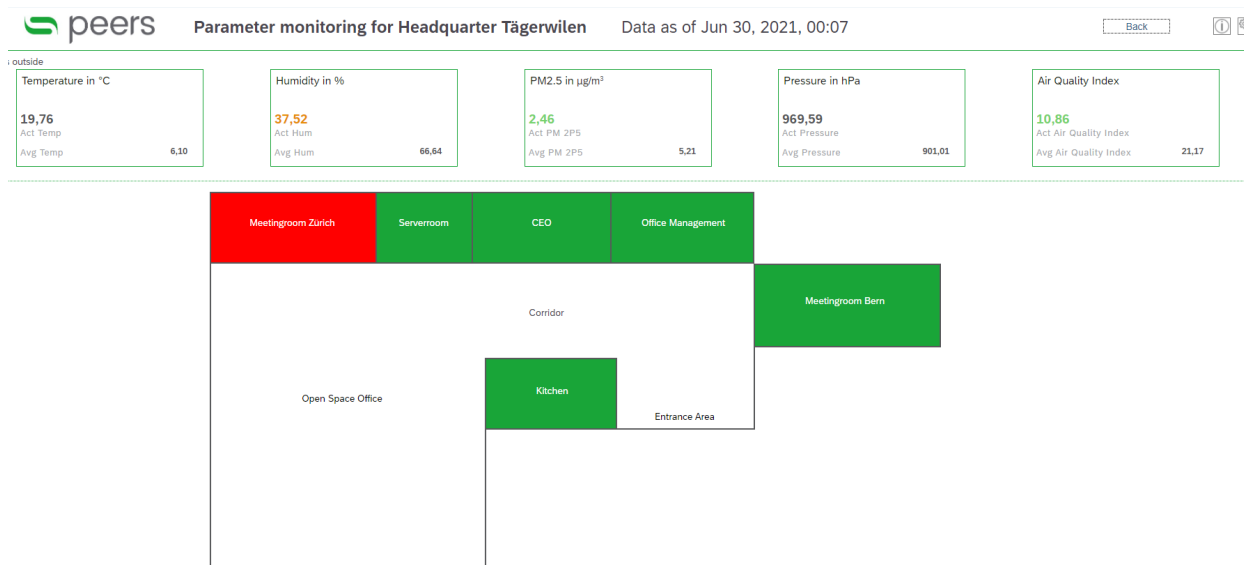 peers
Parameter monitoring for Headquarter Tägerwilen
Data as of Jun 30, 2021, 00:07
Back
outside
Temperature in °C
19,76
Act Temp
Avg Temp 6,10
Humidity in %
37,52
Act Hum
Avg Hum 66,64
PM2.5 in µg/m³
2,46
Act PM 2P5
Avg PM 2P5 5,21
Pressure in hPa
969,59
Act Pressure
Avg Pressure 901,01
Air Quality Index
10,86
Act Air Quality Index
Avg Air Quality Index 21,17
Meetingroom Zürich
Serverroom
CEO
Office Management
Meetingroom Bern
Corridor
Kitchen
Open Space Office
Entrance Area